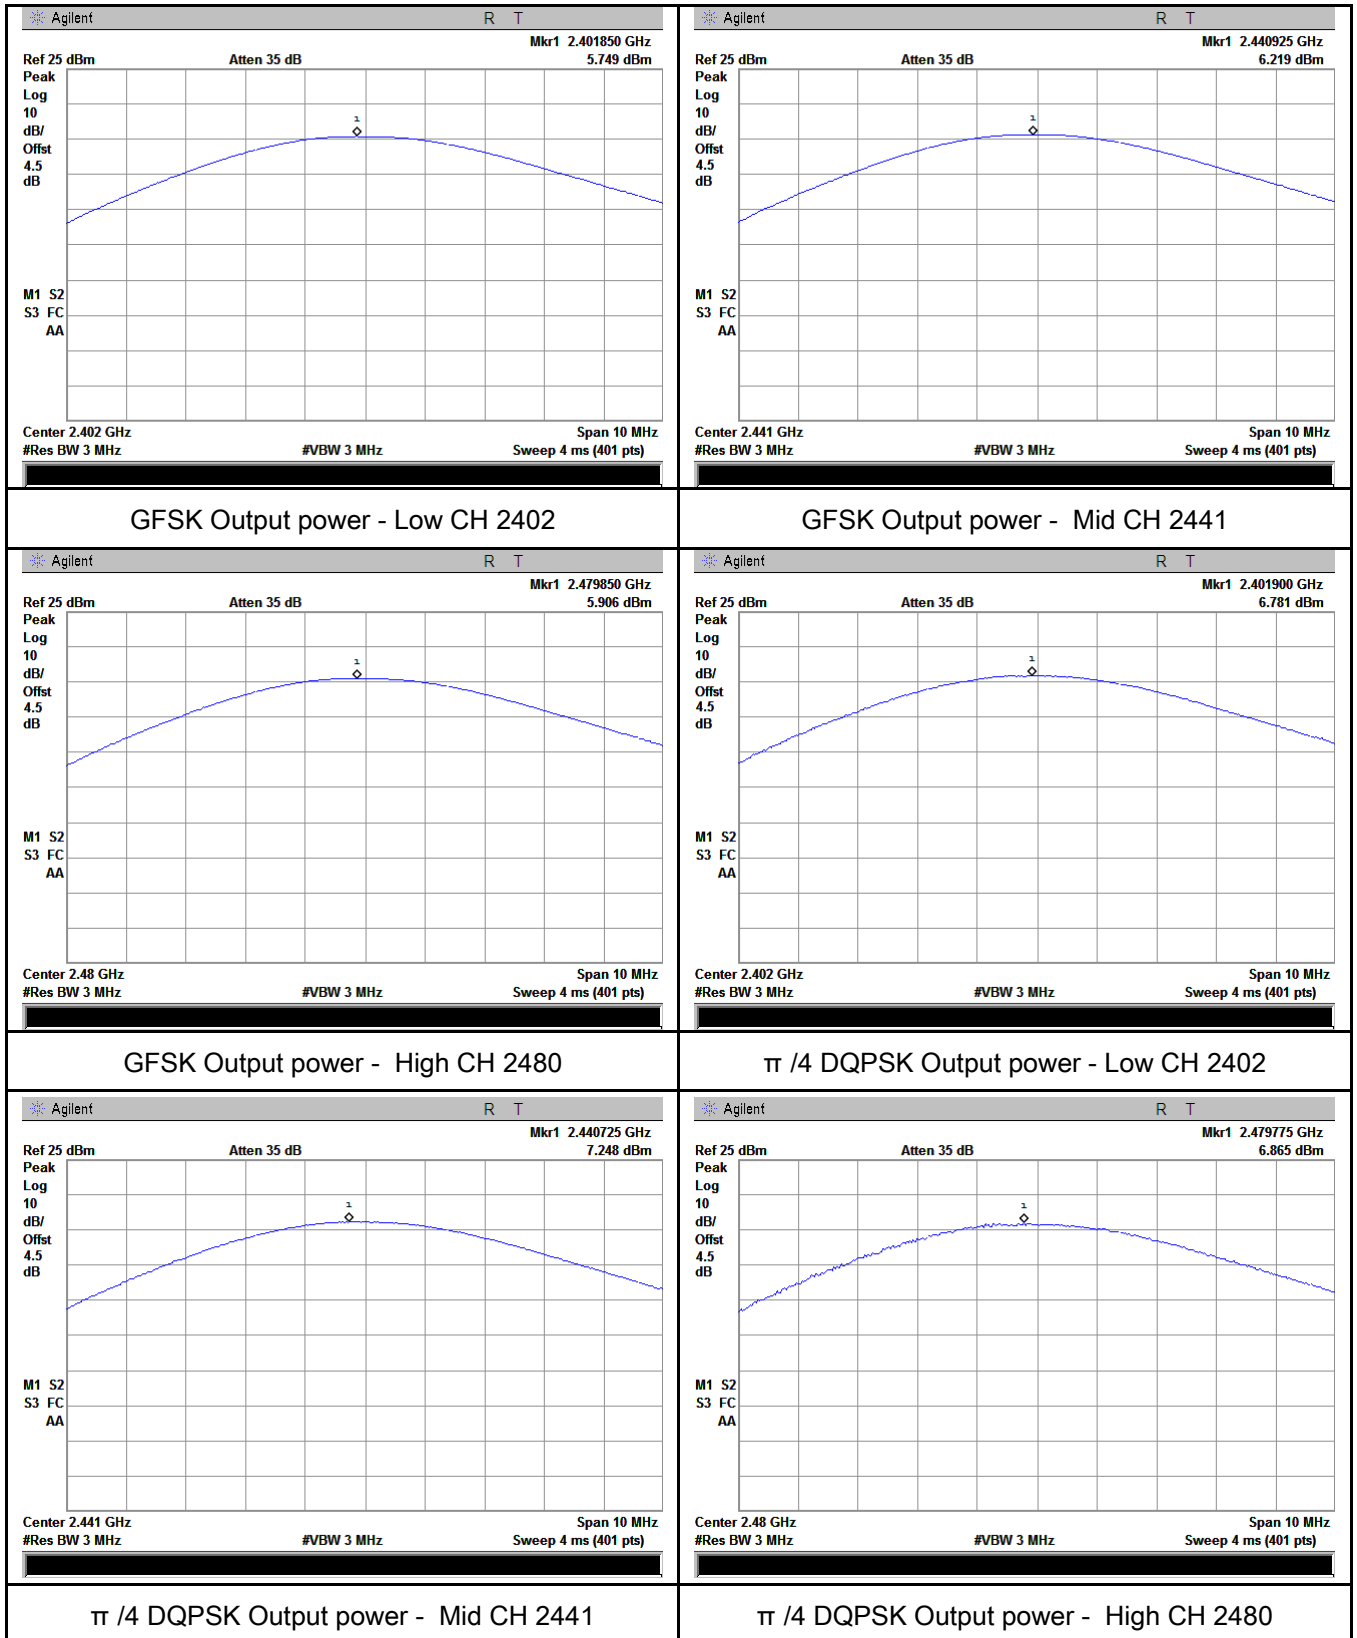 Agilent R T
Mkr1 2.401850 GHz
Ref 25 dBm Atten 35 dB 5.749 dBm
Peak
Log
10
dB/
Offst
4.5
dB
1
M1 S2
S3 FC
AA
Center 2.402 GHz Span 10 MHz
#Res BW 3 MHz #VBW 3 MHz Sweep 4 ms (401 pts)
GFSK Output power - Low CH 2402
Agilent R T
Mkr1 2.440925 GHz
Ref 25 dBm Atten 35 dB 6.219 dBm
Peak
Log
10
dB/
Offst
4.5
dB
1
M1 S2
S3 FC
AA
Center 2.441 GHz Span 10 MHz
#Res BW 3 MHz #VBW 3 MHz Sweep 4 ms (401 pts)
GFSK Output power - Mid CH 2441
Agilent R T
Mkr1 2.479850 GHz
Ref 25 dBm Atten 35 dB 5.906 dBm
Peak
Log
10
dB/
Offst
4.5
dB
1
M1 S2
S3 FC
AA
Center 2.48 GHz Span 10 MHz
#Res BW 3 MHz #VBW 3 MHz Sweep 4 ms (401 pts)
GFSK Output power - High CH 2480
Agilent R T
Mkr1 2.401900 GHz
Ref 25 dBm Atten 35 dB 6.781 dBm
Peak
Log
10
dB/
Offst
4.5
dB
1
M1 S2
S3 FC
AA
Center 2.402 GHz Span 10 MHz
#Res BW 3 MHz #VBW 3 MHz Sweep 4 ms (401 pts)
π /4 DQPSK Output power - Low CH 2402
Agilent R T
Mkr1 2.440725 GHz
Ref 25 dBm Atten 35 dB 7.248 dBm
Peak
Log
10
dB/
Offst
4.5
dB
1
M1 S2
S3 FC
AA
Center 2.441 GHz Span 10 MHz
#Res BW 3 MHz #VBW 3 MHz Sweep 4 ms (401 pts)
π /4 DQPSK Output power - Mid CH 2441
Agilent R T
Mkr1 2.479775 GHz
Ref 25 dBm Atten 35 dB 6.865 dBm
Peak
Log
10
dB/
Offst
4.5
dB
1
M1 S2
S3 FC
AA
Center 2.48 GHz Span 10 MHz
#Res BW 3 MHz #VBW 3 MHz Sweep 4 ms (401 pts)
π /4 DQPSK Output power - High CH 2480